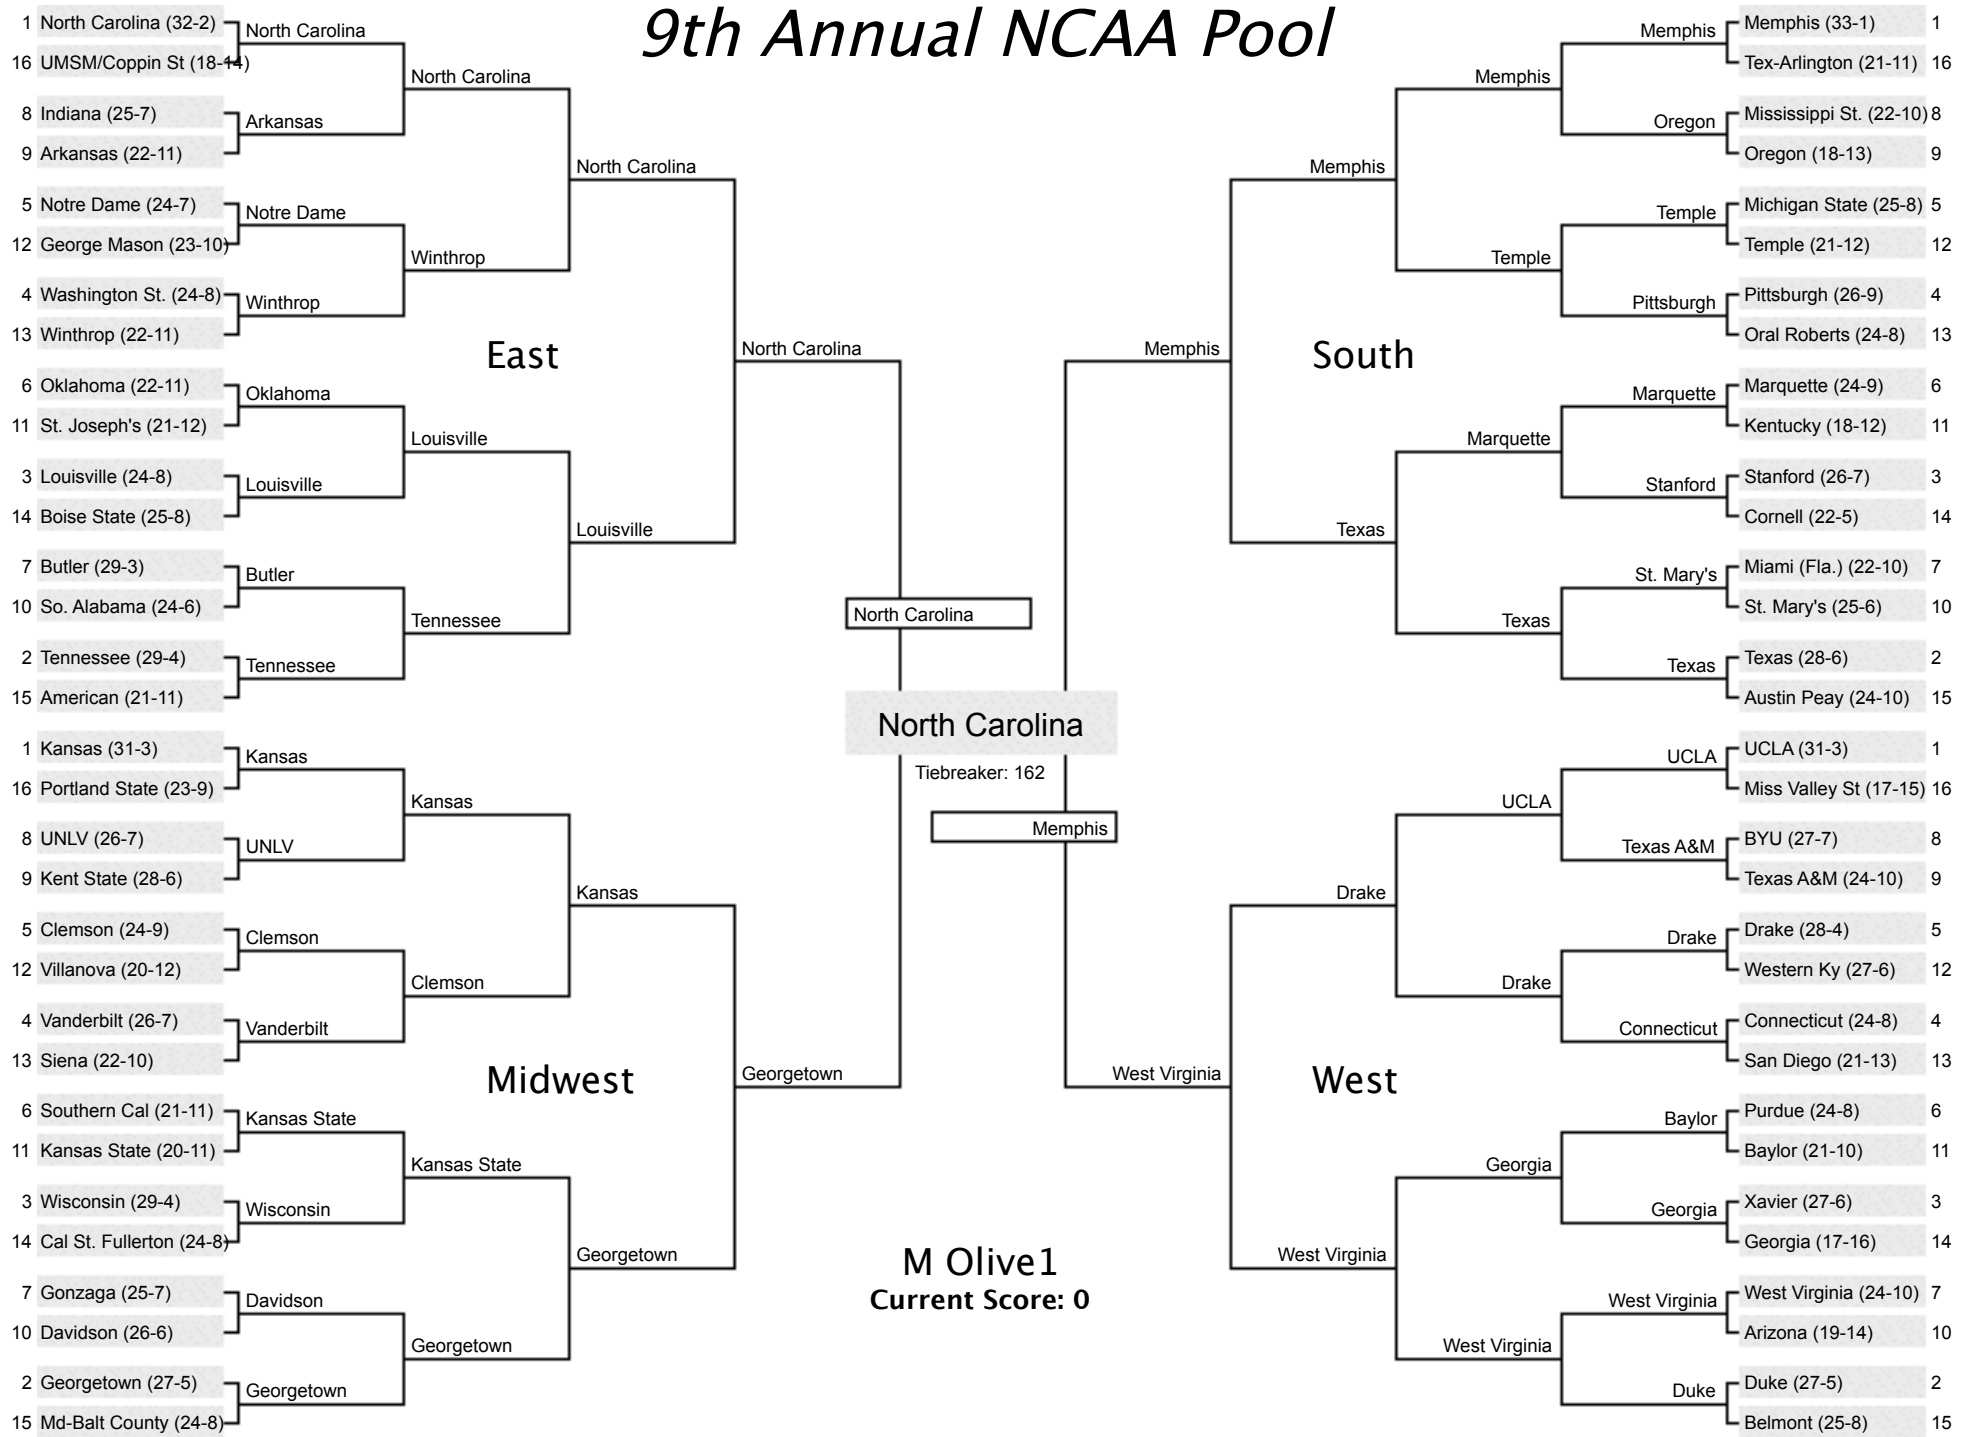 9th Annual NCAA Pool
1 North Carolina (32-2)
16 UMSM/Coppin St (18-14)
8 Indiana (25-7)
9 Arkansas (22-11)
5 Notre Dame (24-7)
12 George Mason (23-10)
4 Washington St. (24-8)
13 Winthrop (22-11)
6 Oklahoma (22-11)
11 St. Joseph's (21-12)
3 Louisville (24-8)
14 Boise State (25-8)
7 Butler (29-3)
10 So. Alabama (24-6)
2 Tennessee (29-4)
15 American (21-11)
North Carolina
Arkansas
Notre Dame
Winthrop
Oklahoma
Louisville
Butler
Tennessee
North Carolina
Winthrop
Louisville
Tennessee
North Carolina
Louisville
East
North Carolina
1 Kansas (31-3)
16 Portland State (23-9)
8 UNLV (26-7)
9 Kent State (28-6)
5 Clemson (24-9)
12 Villanova (20-12)
4 Vanderbilt (26-7)
13 Siena (22-10)
6 Southern Cal (21-11)
11 Kansas State (20-11)
3 Wisconsin (29-4)
14 Cal St. Fullerton (24-8)
7 Gonzaga (25-7)
10 Davidson (26-6)
2 Georgetown (27-5)
15 Md-Balt County (24-8)
Kansas
UNLV
Clemson
Vanderbilt
Kansas State
Wisconsin
Davidson
Georgetown
Kansas
Clemson
Kansas State
Georgetown
Kansas
Georgetown
Midwest
Georgetown
North Carolina
North Carolina
Tiebreaker: 162
Memphis
M Olive1
Current Score: 0
Memphis (33-1) 1
Tex-Arlington (21-11) 16
Mississippi St. (22-10) 8
Oregon (18-13) 9
Michigan State (25-8) 5
Temple (21-12) 12
Pittsburgh (26-9) 4
Oral Roberts (24-8) 13
Marquette (24-9) 6
Kentucky (18-12) 11
Stanford (26-7) 3
Cornell (22-5) 14
Miami (Fla.) (22-10) 7
St. Mary's (25-6) 10
Texas (28-6) 2
Austin Peay (24-10) 15
Memphis
Oregon
Temple
Pittsburgh
Marquette
Stanford
St. Mary's
Texas
Memphis
Temple
Marquette
Texas
Memphis
Texas
South
Memphis
UCLA (31-3) 1
Miss Valley St (17-15) 16
BYU (27-7) 8
Texas A&M (24-10) 9
Drake (28-4) 5
Western Ky (27-6) 12
Connecticut (24-8) 4
San Diego (21-13) 13
Purdue (24-8) 6
Baylor (21-10) 11
Xavier (27-6) 3
Georgia (17-16) 14
West Virginia (24-10) 7
Arizona (19-14) 10
Duke (27-5) 2
Belmont (25-8) 15
UCLA
Texas A&M
Drake
Connecticut
Baylor
Georgia
West Virginia
Duke
UCLA
Drake
Georgia
West Virginia
Drake
West Virginia
West
West Virginia